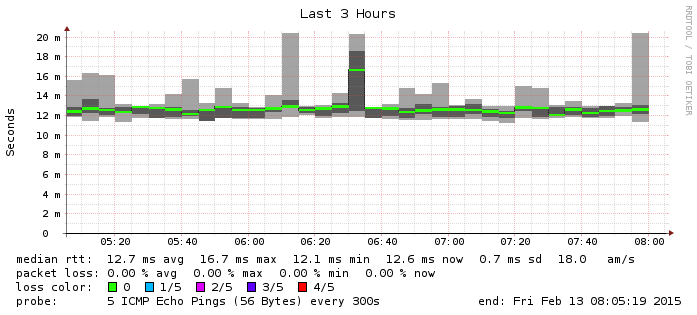 Last 3 Hours
RRDTOOL / TOBI OETIKER
Seconds
20 m
18 m
16 m
14 m
12 m
10 m
8 m
6 m
4 m
2 m
0
05:20 05:40 06:00 06:20 06:40 07:00 07:20 07:40 08:00
median rtt: 12.7 ms avg 16.7 ms max 12.1 ms min 12.6 ms now 0.7 ms sd 18.0 am/s
packet loss: 0.00 % avg 0.00 % max 0.00 % min 0.00 % now
loss color: 0 1/5 2/5 3/5 4/5
probe: 5 ICMP Echo Pings (56 Bytes) every 300s end: Fri Feb 13 08:05:19 2015